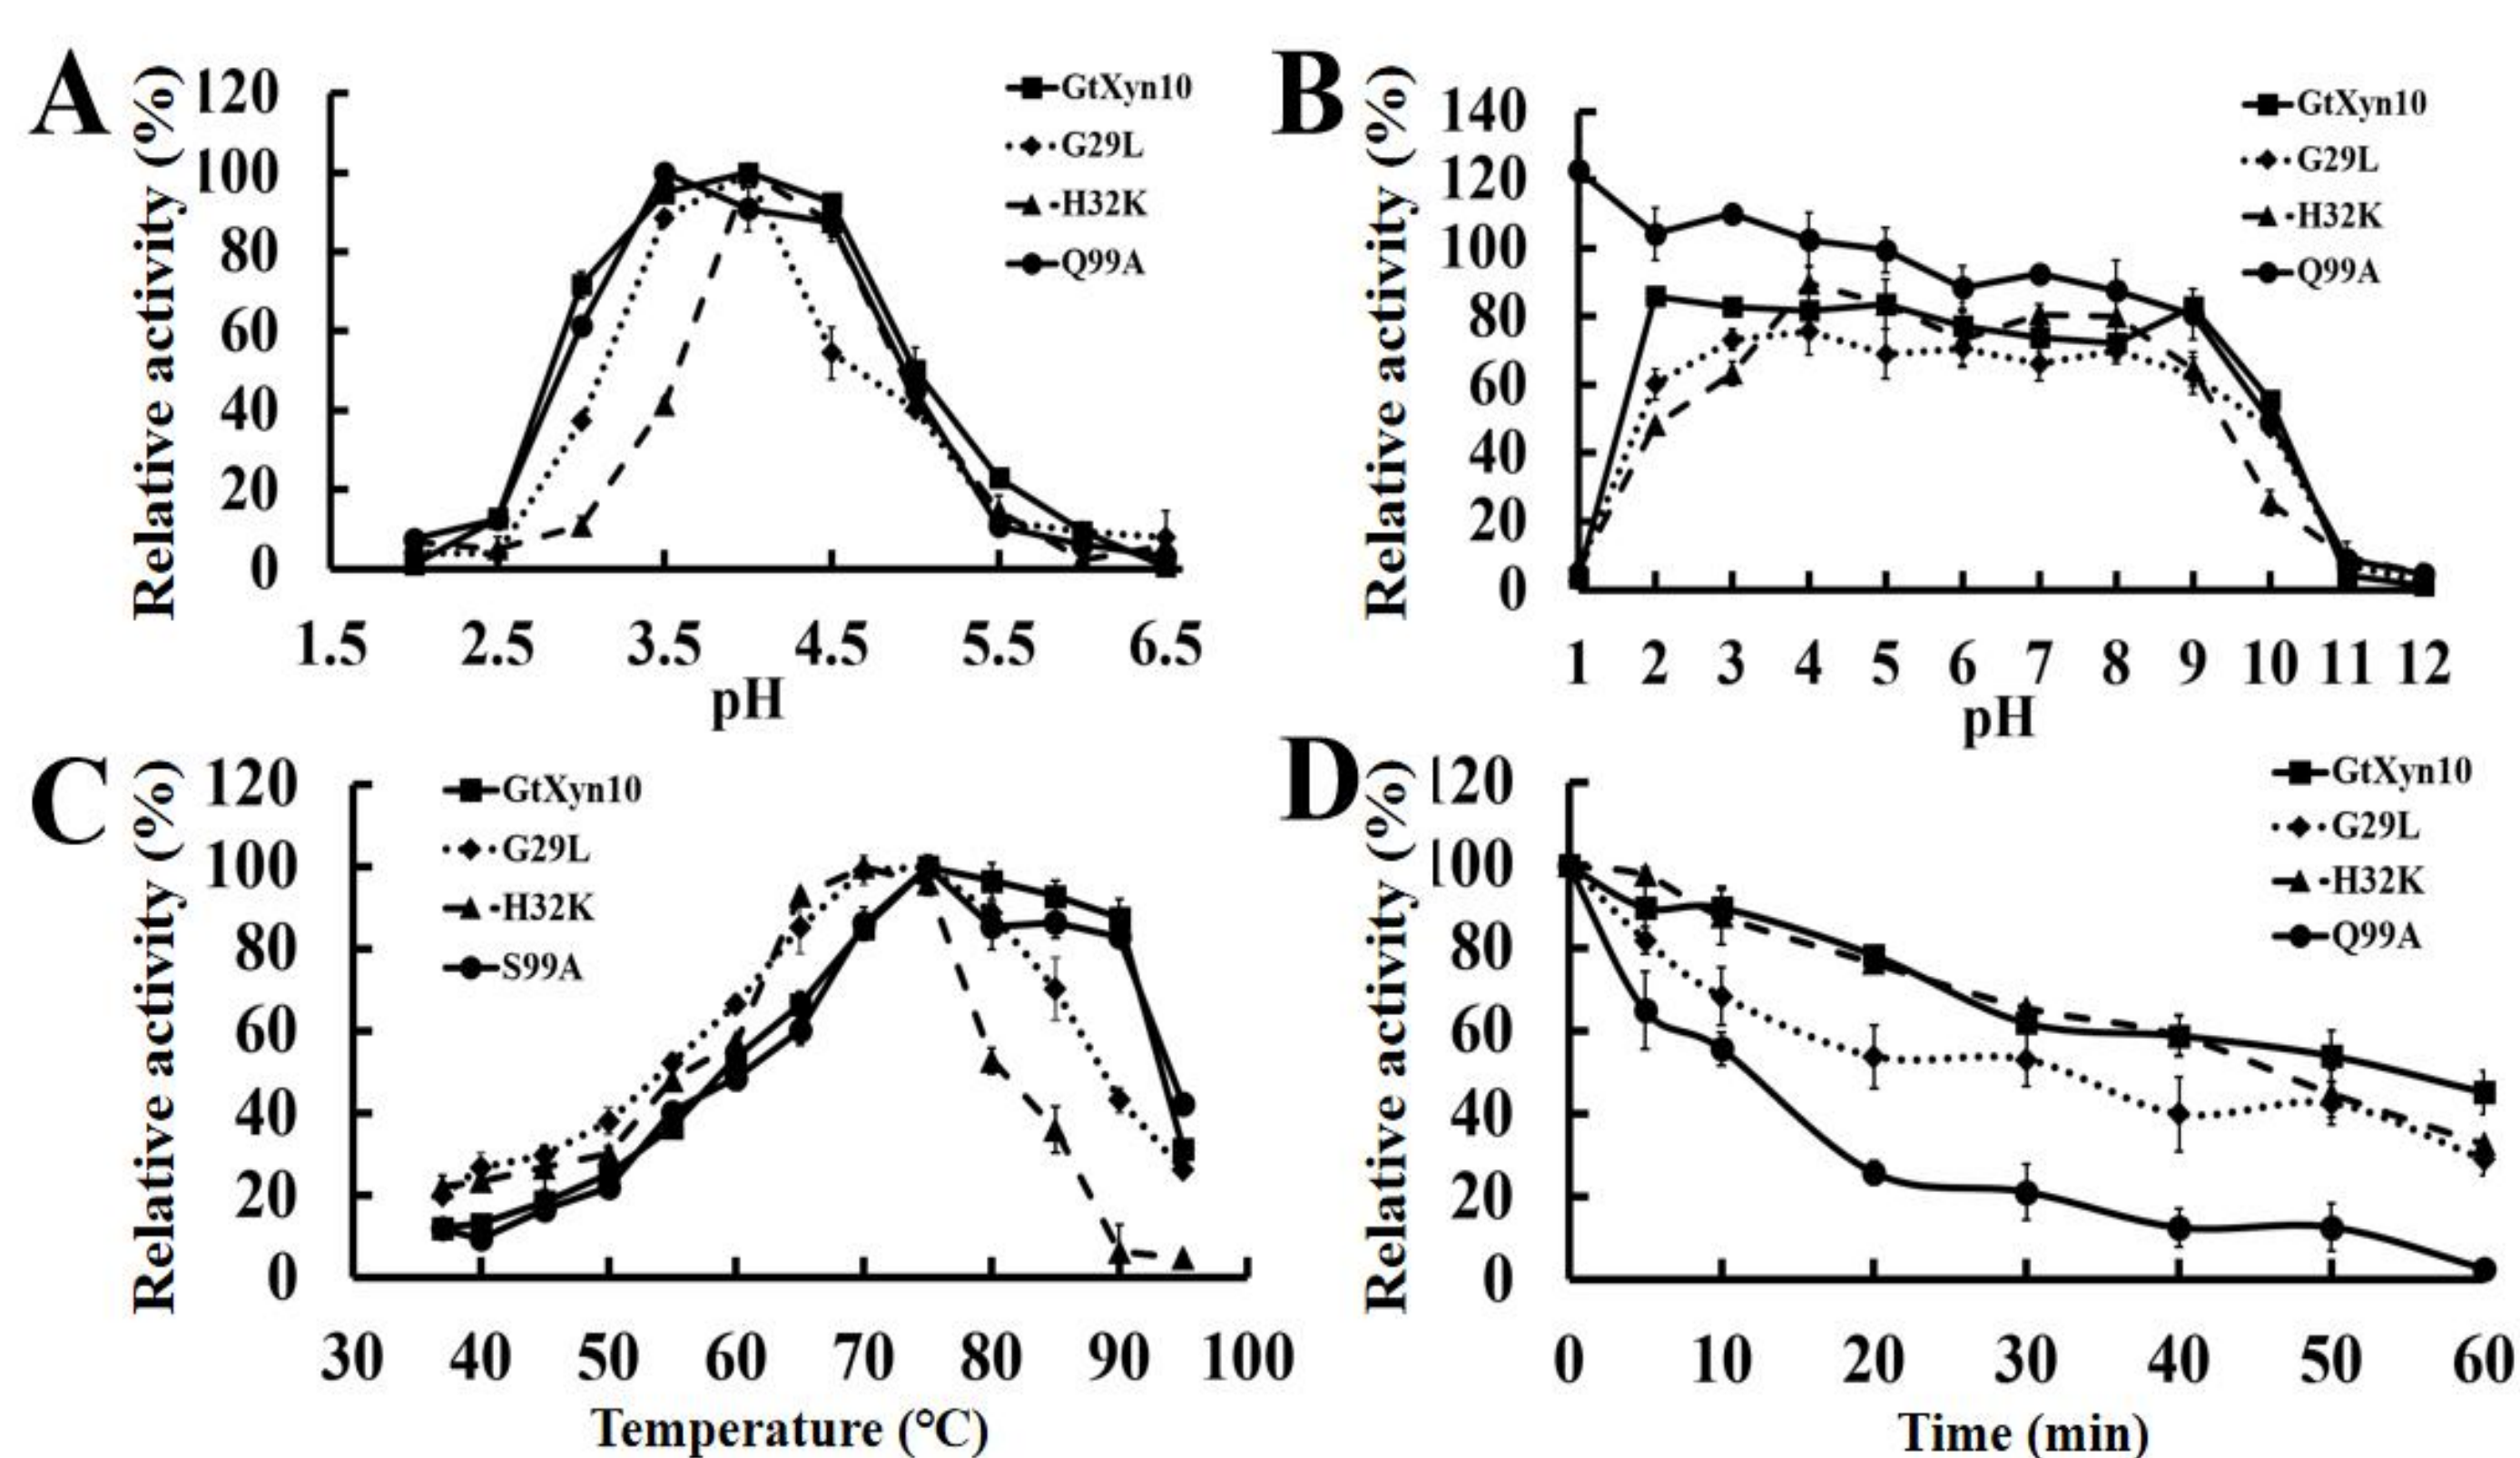 A
Relative activity (%)
120
100
80
60
40
20
0
1.5 2.5 3.5 4.5 5.5 6.5
pH
GtXyn10
G29L
H32K
Q99A
B
Relative activity (%)
140
120
100
80
60
40
20
0
1 2 3 4 5 6 7 8 9 10 11 12
pH
GtXyn10
G29L
H32K
Q99A
C
Relative activity (%)
120
100
80
60
40
20
0
30 40 50 60 70 80 90 100
Temperature (°C)
GtXyn10
G29L
H32K
S99A
D
Relative activity (%)
120
100
80
60
40
20
0
0 10 20 30 40 50 60
Time (min)
GtXyn10
G29L
H32K
Q99A